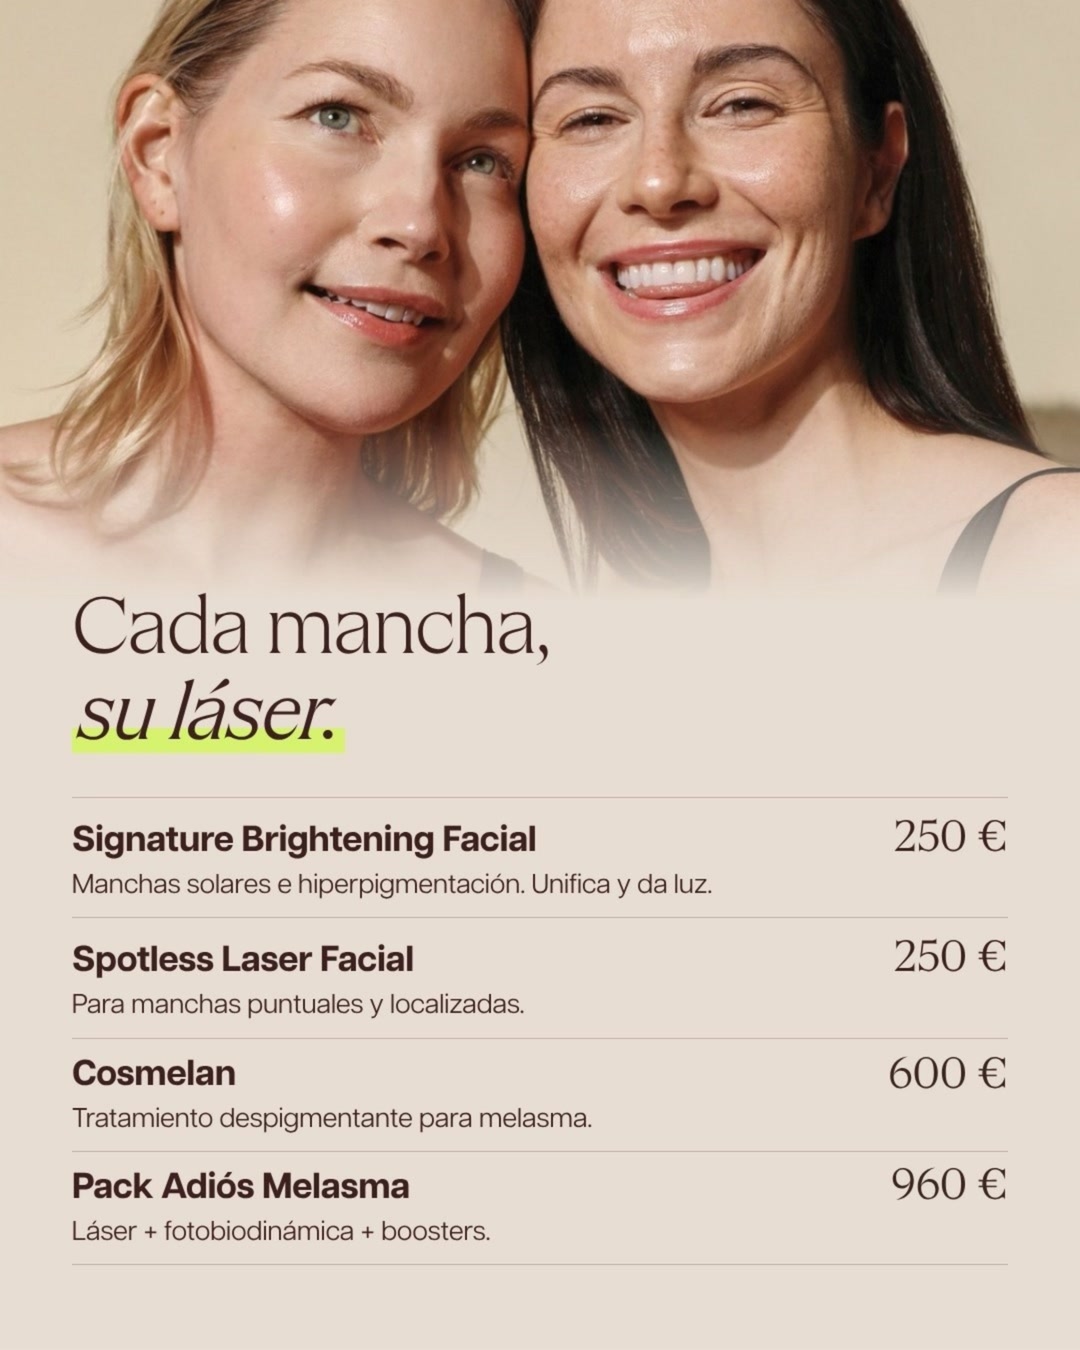 Cada mancha,
su láser.
Signature Brightening Facial 250 €
Manchas solares e hiperpigmentación. Unifica y da luz.
Spotless Laser Facial 250 €
Para manchas puntuales y localizadas.
Cosmelan 600 €
Tratamiento despigmentante para melasma.
Pack Adiós Melasma 960 €
Láser + fotobiodinámica + boosters.